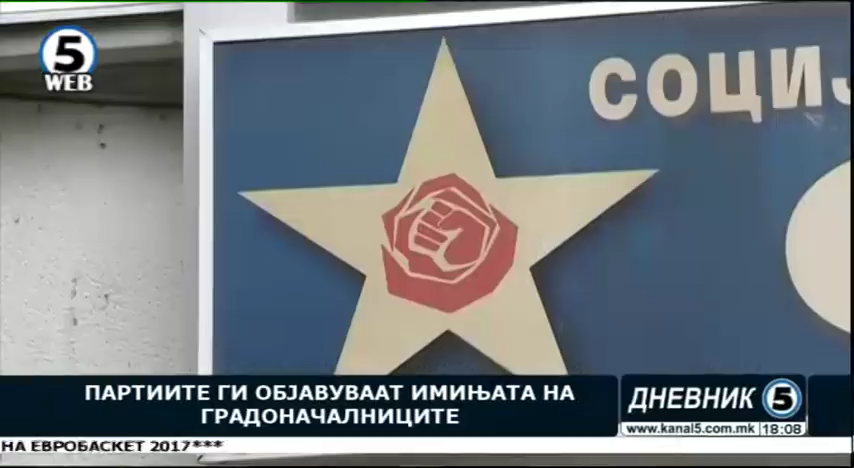 5
WEB
СОЦИЈ
ПАРТИИТЕ ГИ ОБЈАВУВААТ ИМИЊАТА НА
ГРАДОНАЧАЛНИЦИТЕ
ДНЕВНИК 5
www.kanal5.com.mk 18:08
НА ЕВРОБАСКЕТ 2017***